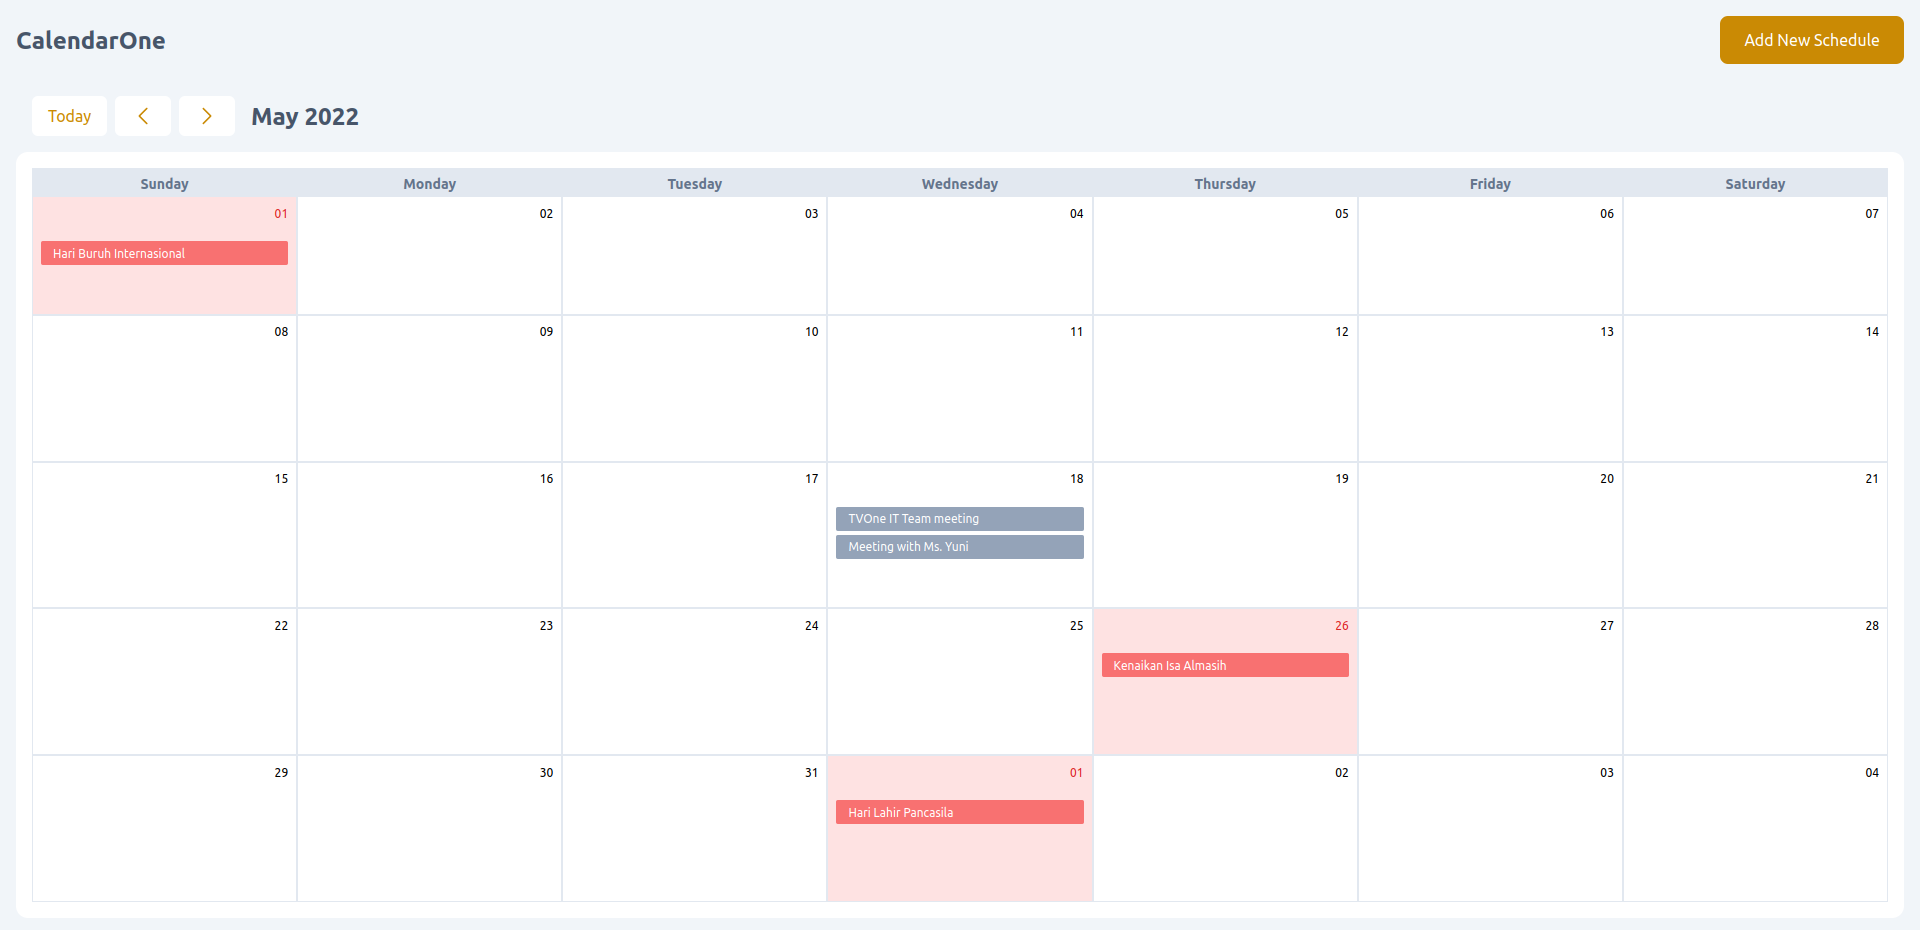 CalendarOne
Add New Schedule
Today
May 2022
Sunday Monday Tuesday Wednesday Thursday Friday Saturday
01 02 03 04 05 06 07
Hari Buruh Internasional
08 09 10 11 12 13 14
15 16 17 18 19 20 21
TVOne IT Team meeting
Meeting with Ms. Yuni
22 23 24 25 26 27 28
Kenaikan Isa Almasih
29 30 31 01 02 03 04
Hari Lahir Pancasila